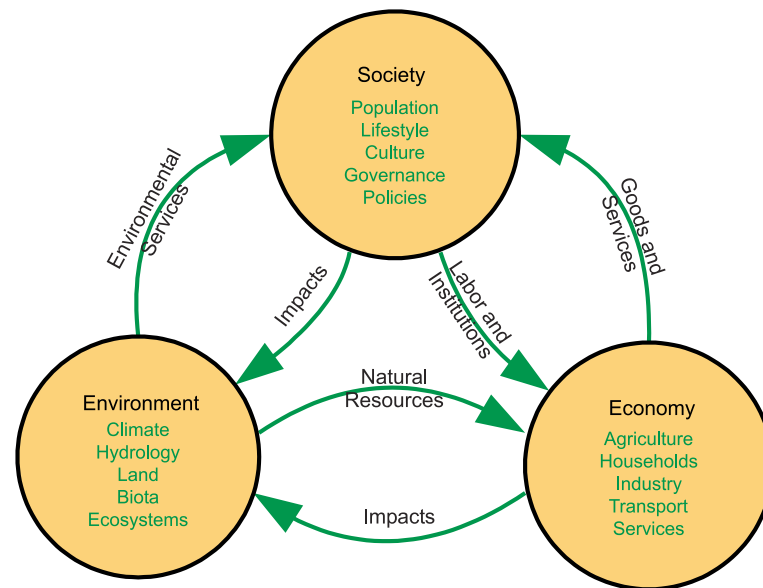 Society
Population
Lifestyle
Culture
Governance
Policies
Environmental
Services
Goods and
Services
Impacts
Labor and
Institutions
Natural
Resources
Environment
Climate
Hydrology
Land
Biota
Ecosystems
Economy
Agriculture
Households
Industry
Transport
Services
Impacts